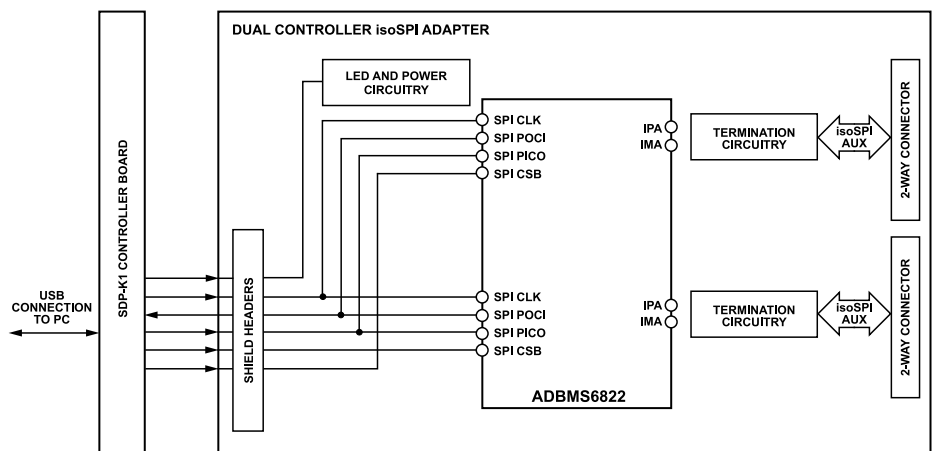 DUAL CONTROLLER isoSPI ADAPTER
LED AND POWER
CIRCUITRY
SPI CLK
SPI POCI
SPI PICO
SPI CSB
IPA
IMA
TERMINATION
CIRCUITRY
isoSPI
AUX
2-WAY CONNECTOR
USB
CONNECTION
TO PC
SDP-K1 CONTROLLER BOARD
SHIELD HEADERS
SPI CLK
SPI POCI
SPI PICO
SPI CSB
IPA
IMA
TERMINATION
CIRCUITRY
isoSPI
AUX
2-WAY CONNECTOR
ADBMS6822